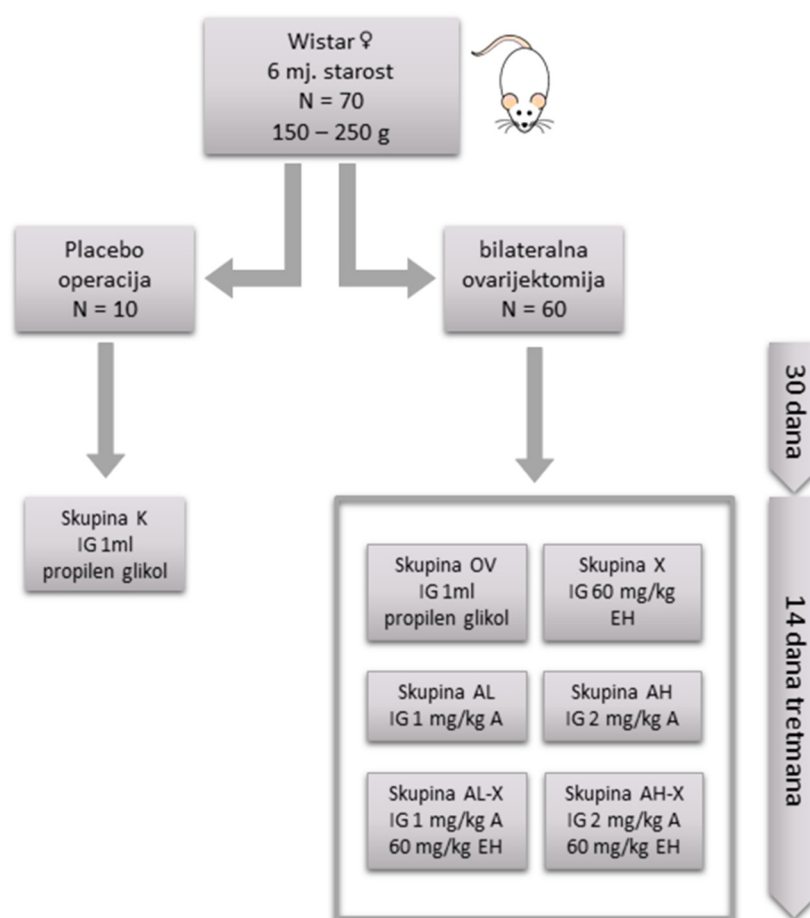 Wistar ♀
6 mj. starost
N = 70
150 – 250 g
Placebo
operacija
N = 10
bilateralna
ovarijektomija
N = 60
30 dana
Skupina K
IG 1ml
propilen glikol
Skupina OV
IG 1ml
propilen glikol
Skupina X
IG 60 mg/kg
EH
Skupina AL
IG 1 mg/kg A
Skupina AH
IG 2 mg/kg A
Skupina AL-X
IG 1 mg/kg A
60 mg/kg EH
Skupina AH-X
IG 2 mg/kg A
60 mg/kg EH
14 dana tretmana